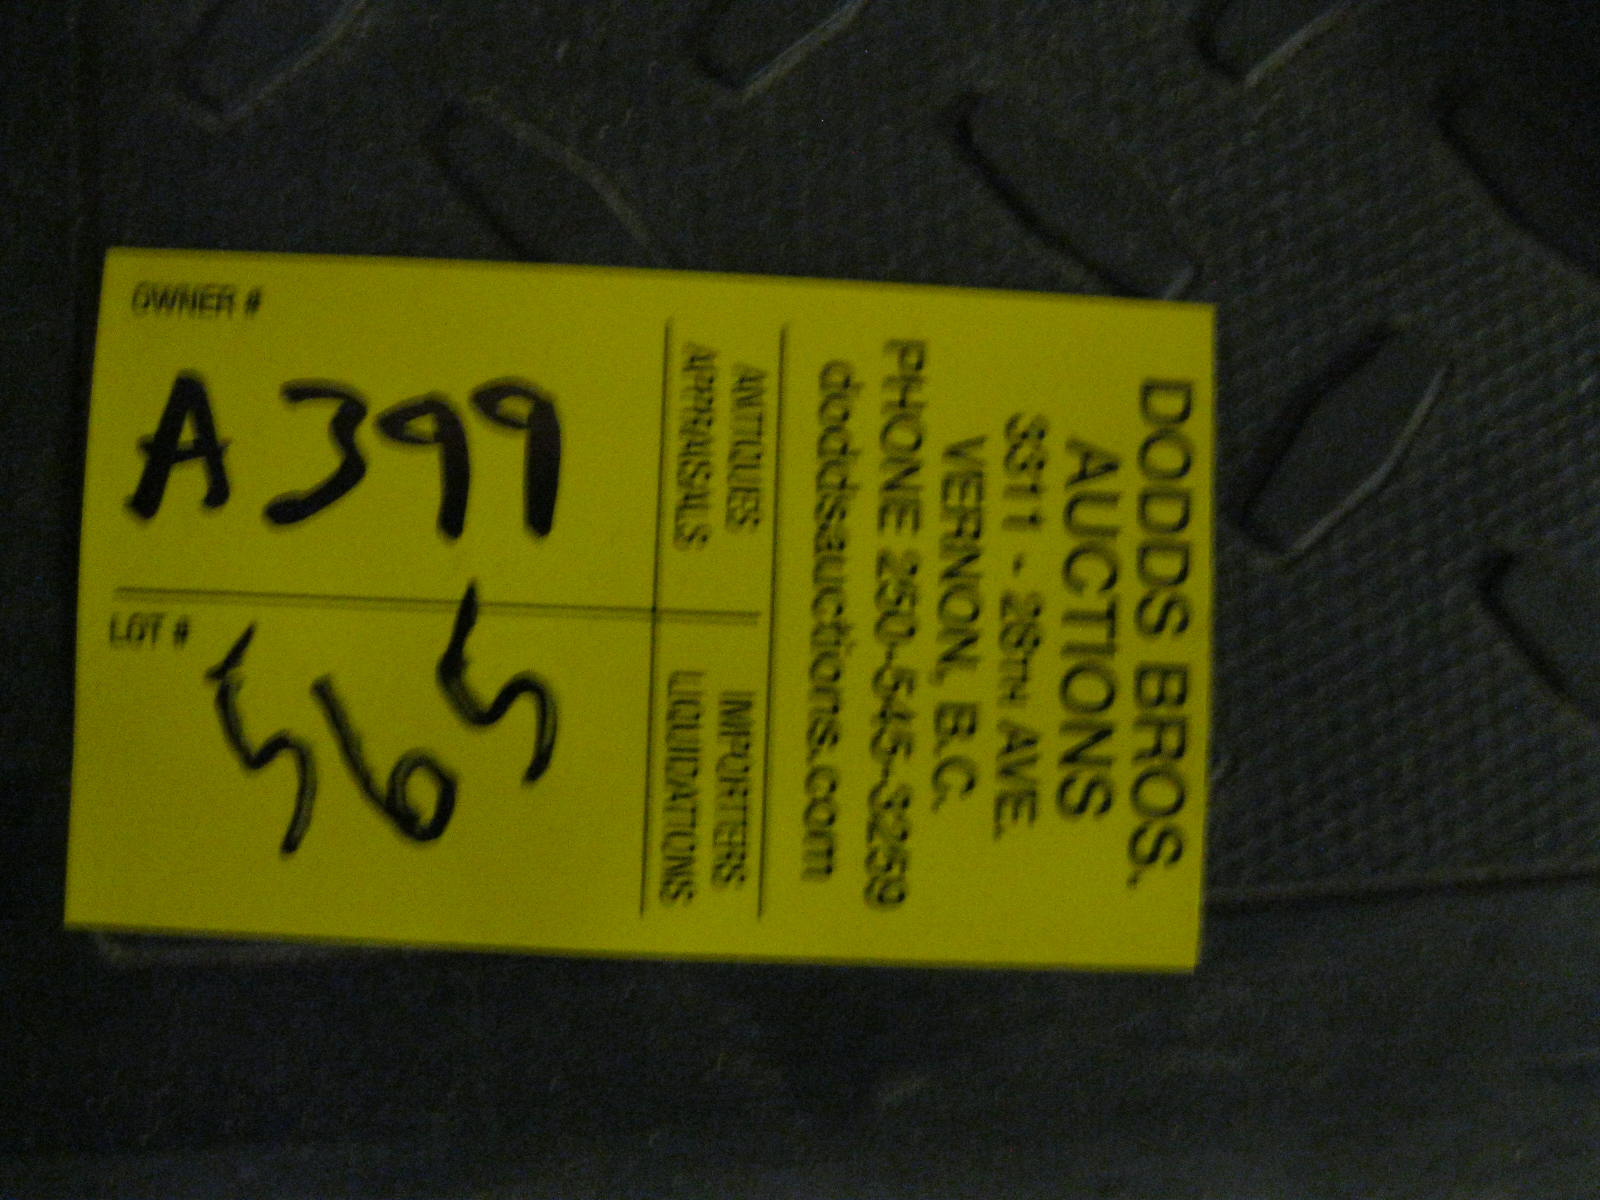 DODDS BROS.
AUCTIONS
3311 - 28TH AVE.
VERNON, B.C.
PHONE 250-545-3259
doddsauctions.com
ANTIQUES
APPRAISALS
IMPORTERS
LIQUIDATIONS
OWNER #
A399
LOT #
565